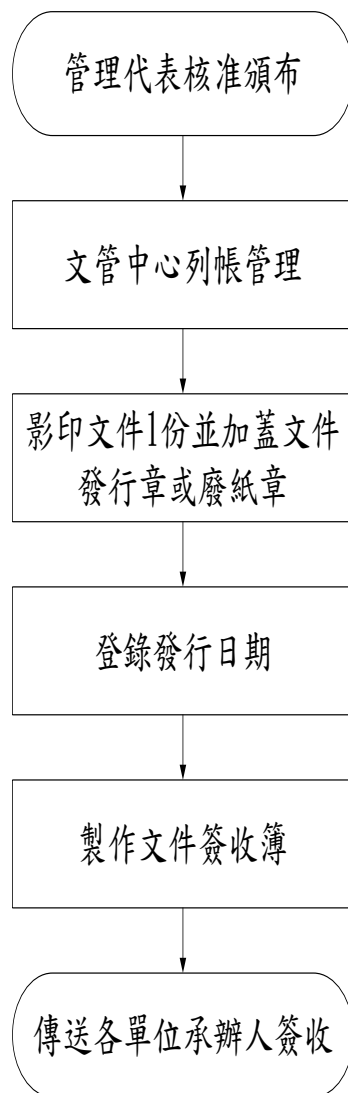 管理代表核准頒布
文管中心列帳管理
影印文件1份並加蓋文件
發行章或廢紙章
登錄發行日期
製作文件簽收簿
傳送各單位承辦人簽收